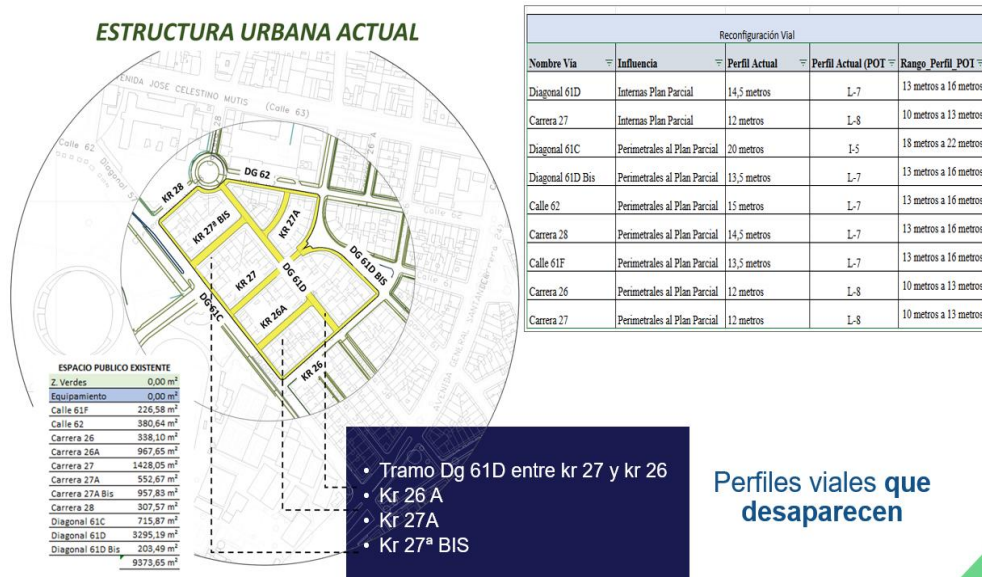 ESTRUCTURA URBANA ACTUAL
AVENIDA JOSE CELESTINO MUTIS (Calle 63)
Calle 62
Diagonal
28
26 A
Calle 62
DG 62
KR 28
KR 27ª BIS
KR 27A
KR 27
DG 61D
DG 61D BIS
KR 26A
DG 61C
KR 26
AVENIDA GENERAL SANTANDER
ESPACIO PUBLICO EXISTENTE
Z. Verdes 0,00 m²
Equipamiento 0,00 m²
Calle 61F 226,58 m²
Calle 62 380,64 m²
Carrera 26 338,10 m²
Carrera 26A 967,65 m²
Carrera 27 1428,05 m²
Carrera 27A 552,67 m²
Carrera 27A Bis 957,83 m²
Carrera 28 307,57 m²
Diagonal 61C 715,87 m²
Diagonal 61D 3295,19 m²
Diagonal 61D Bis 203,49 m²
9373,65 m²
Reconfiguración Vial
Nombre Vía Influencia Perfil Actual Perfil Actual (POT Rango_Perfil_POT
Diagonal 61D Internas Plan Parcial 14,5 metros L-7 13 metros a 16 metros
Carrera 27 Internas Plan Parcial 12 metros L-8 10 metros a 13 metros
Diagonal 61C Perimetrales al Plan Parcial 20 metros I-5 18 metros a 22 metros
Diagonal 61D Bis Perimetrales al Plan Parcial 13,5 metros L-7 13 metros a 16 metros
Calle 62 Perimetrales al Plan Parcial 15 metros L-7 13 metros a 16 metros
Carrera 28 Perimetrales al Plan Parcial 14,5 metros L-7 13 metros a 16 metros
Calle 61F Perimetrales al Plan Parcial 13,5 metros L-7 13 metros a 16 metros
Carrera 26 Perimetrales al Plan Parcial 12 metros L-8 10 metros a 13 metros
Carrera 27 Perimetrales al Plan Parcial 12 metros L-8 10 metros a 13 metros
• Tramo Dg 61D entre kr 27 y kr 26
• Kr 26 A
• Kr 27A
• Kr 27ª BIS
Perfiles viales que
desaparecen